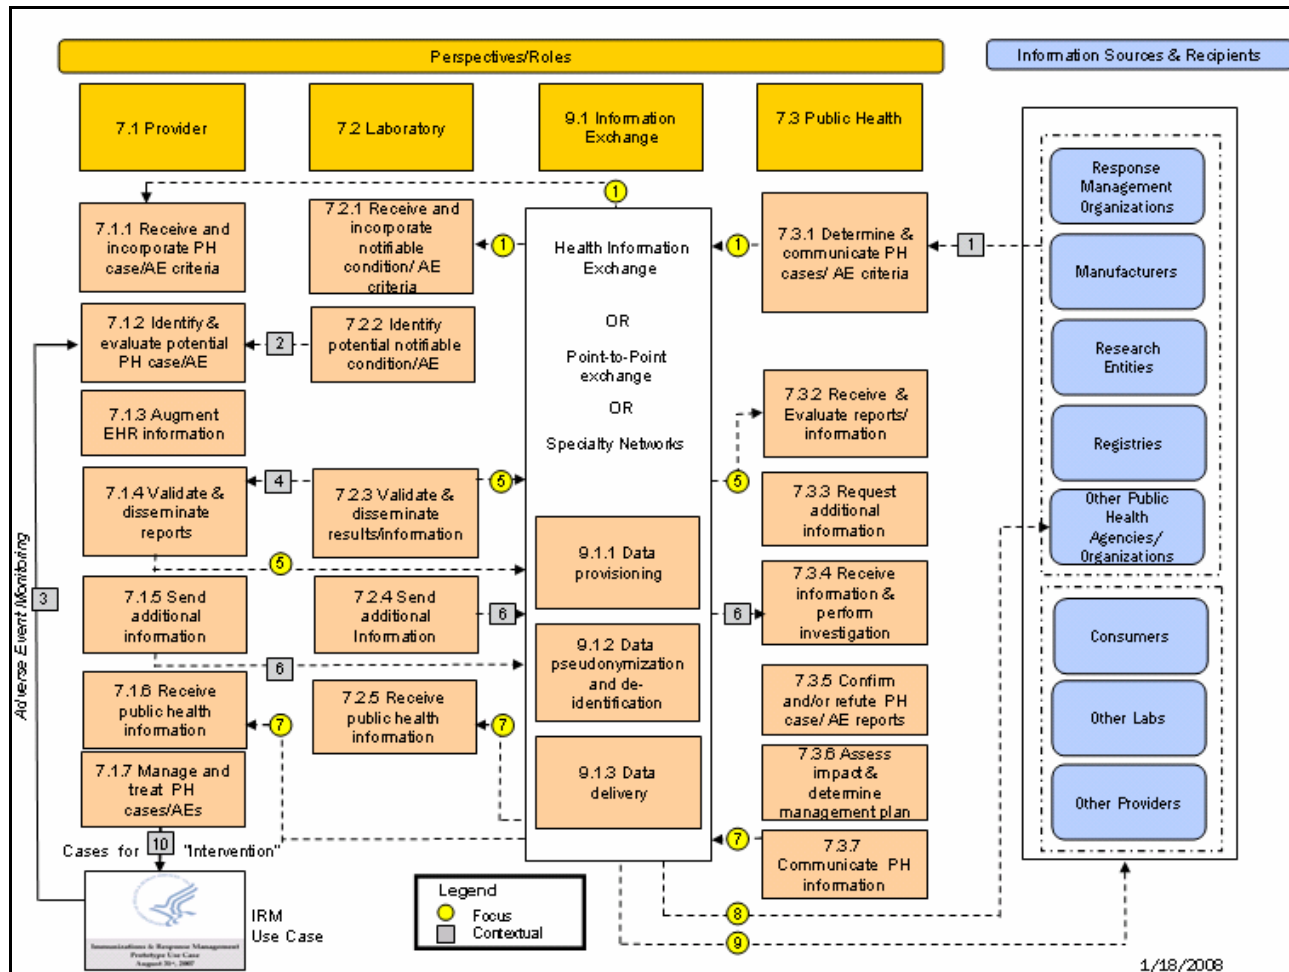 Perspectives/Roles
Information Sources & Recipients
7.1 Provider
7.2 Laboratory
9.1 Information
Exchange
7.3 Public Health
1
7.1.1 Receive and
incorporate PH
case/AE criteria
7.2.1 Receive and
incorporate
notifiable
condition/ AE
criteria
1
Health Information
Exchange
OR
Point-to-Point
exchange
OR
Specialty Networks
1
7.3.1 Determine &
communicate PH
cases/ AE criteria
1
Response
Management
Organizations
Manufacturers
Research
Entities
Registries
Other Public
Health
Agencies/
Organizations
Consumers
Other Labs
Other Providers
7.1.2 Identify &
evaluate potential
PH case/AE
2
7.2.2 Identify
potential notifiable
condition/AE
7.1.3 Augment
EHR information
7.3.2 Receive &
Evaluate reports/
information
7.1.4 Validate &
disseminate
reports
4
7.2.3 Validate &
disseminate
results/information
5
5
7.3.3 Request
additional
information
5
9.1.1 Data
provisioning
7.1.5 Send
additional
information
7.2.4 Send
additional
Information
6
6
7.3.4 Receive
information &
perform
investigation
6
9.1.2 Data
pseudonymization
and de-
identification
7.1.6 Receive
public health
information
7
7.2.5 Receive
public health
information
7
7.3.5 Confirm
and/or refute PH
case/ AE reports
7.1.7 Manage and
treat PH
cases/AEs
9.1.3 Data
delivery
7.3.6 Assess
impact &
determine
management plan
7
7.3.7
Communicate PH
information
Adverse Event Monitoring
3
Cases for
10
"Intervention"
IRM
Use Case
Immunizations & Response Management
Prototype Use Case
August 31st, 2007
Legend
Focus
Contextual
8
9
1/18/2008